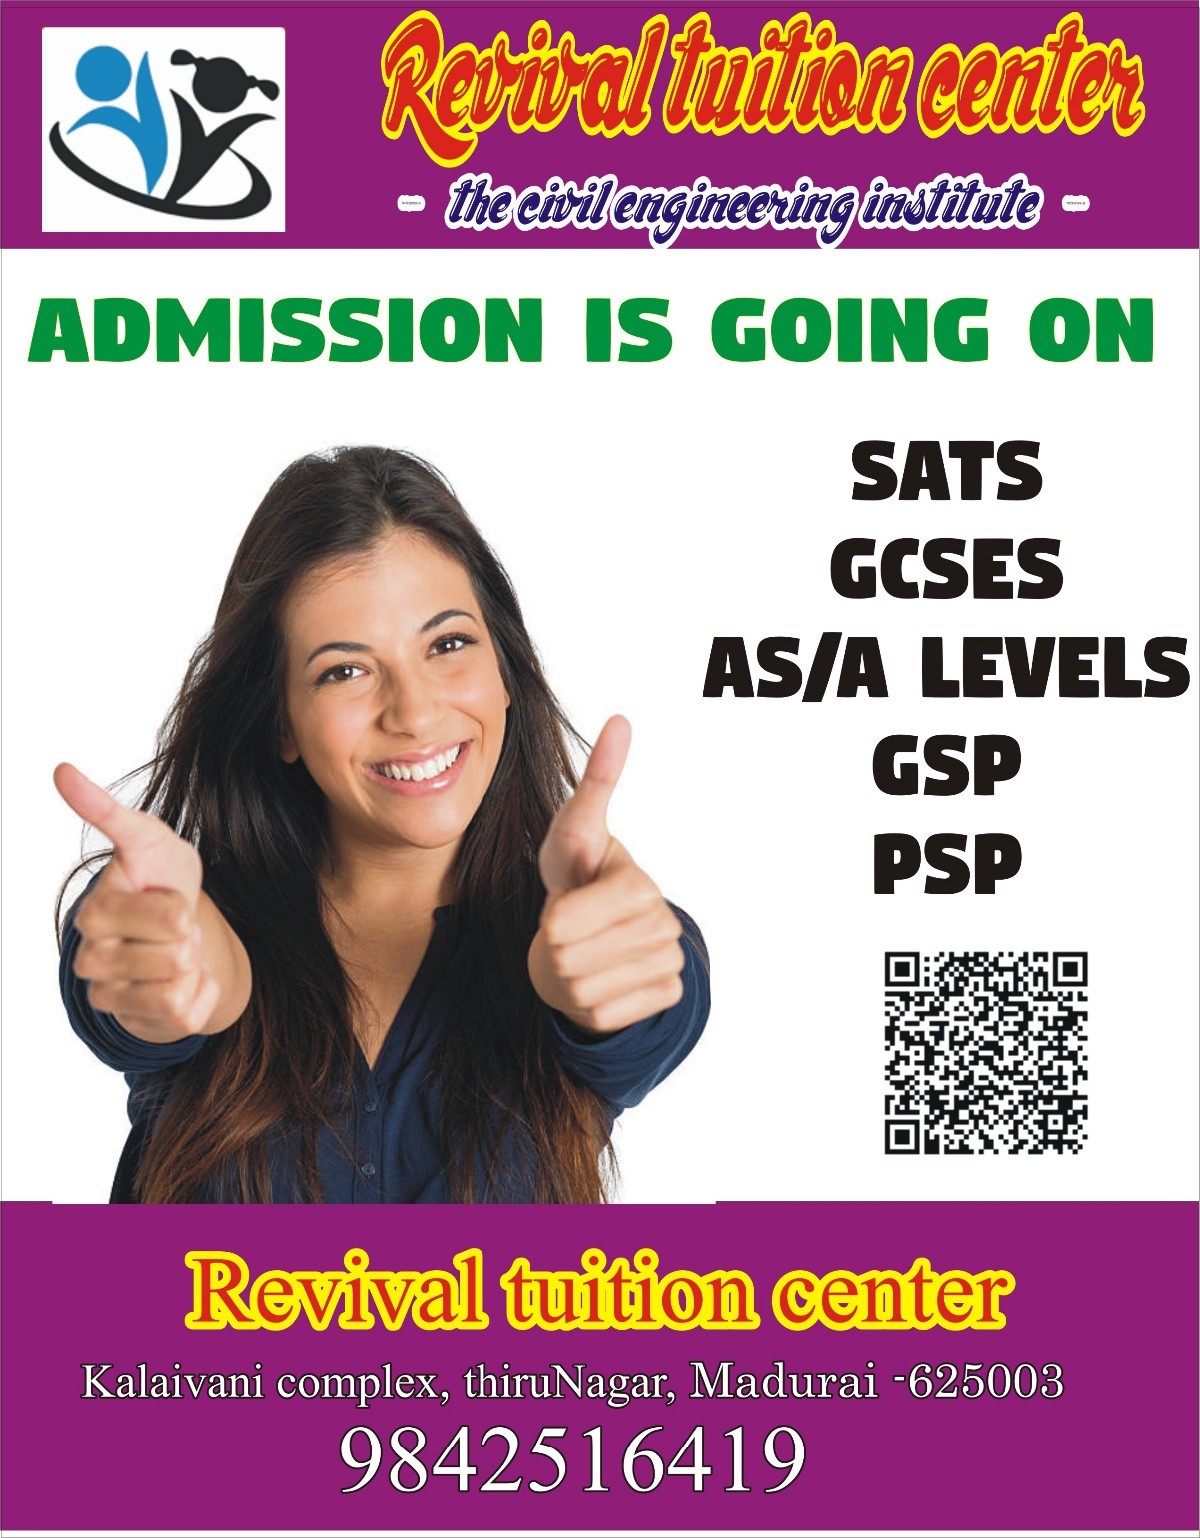 Revival tuition center
- the civil engineering institute -
ADMISSION IS GOING ON
SATS
GCSES
AS/A LEVELS
GSP
PSP
Revival tuition center
Kalaivani complex, thiruNagar, Madurai -625003
9842516419